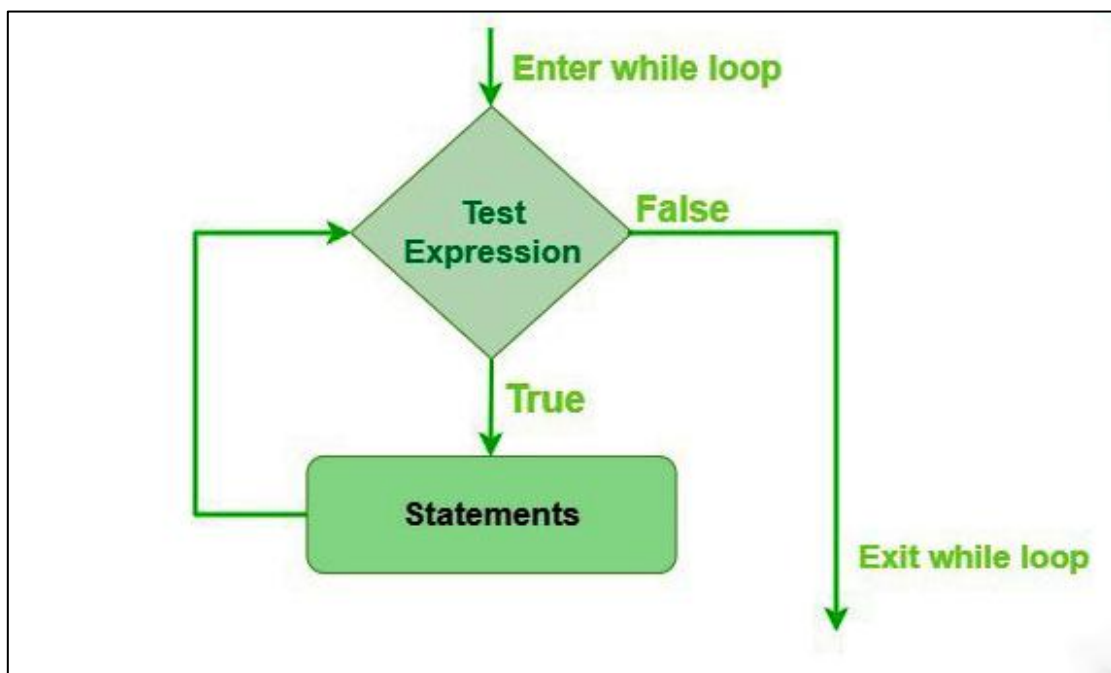 Enter while loop
Test
Expression
False
True
Statements
Exit while loop